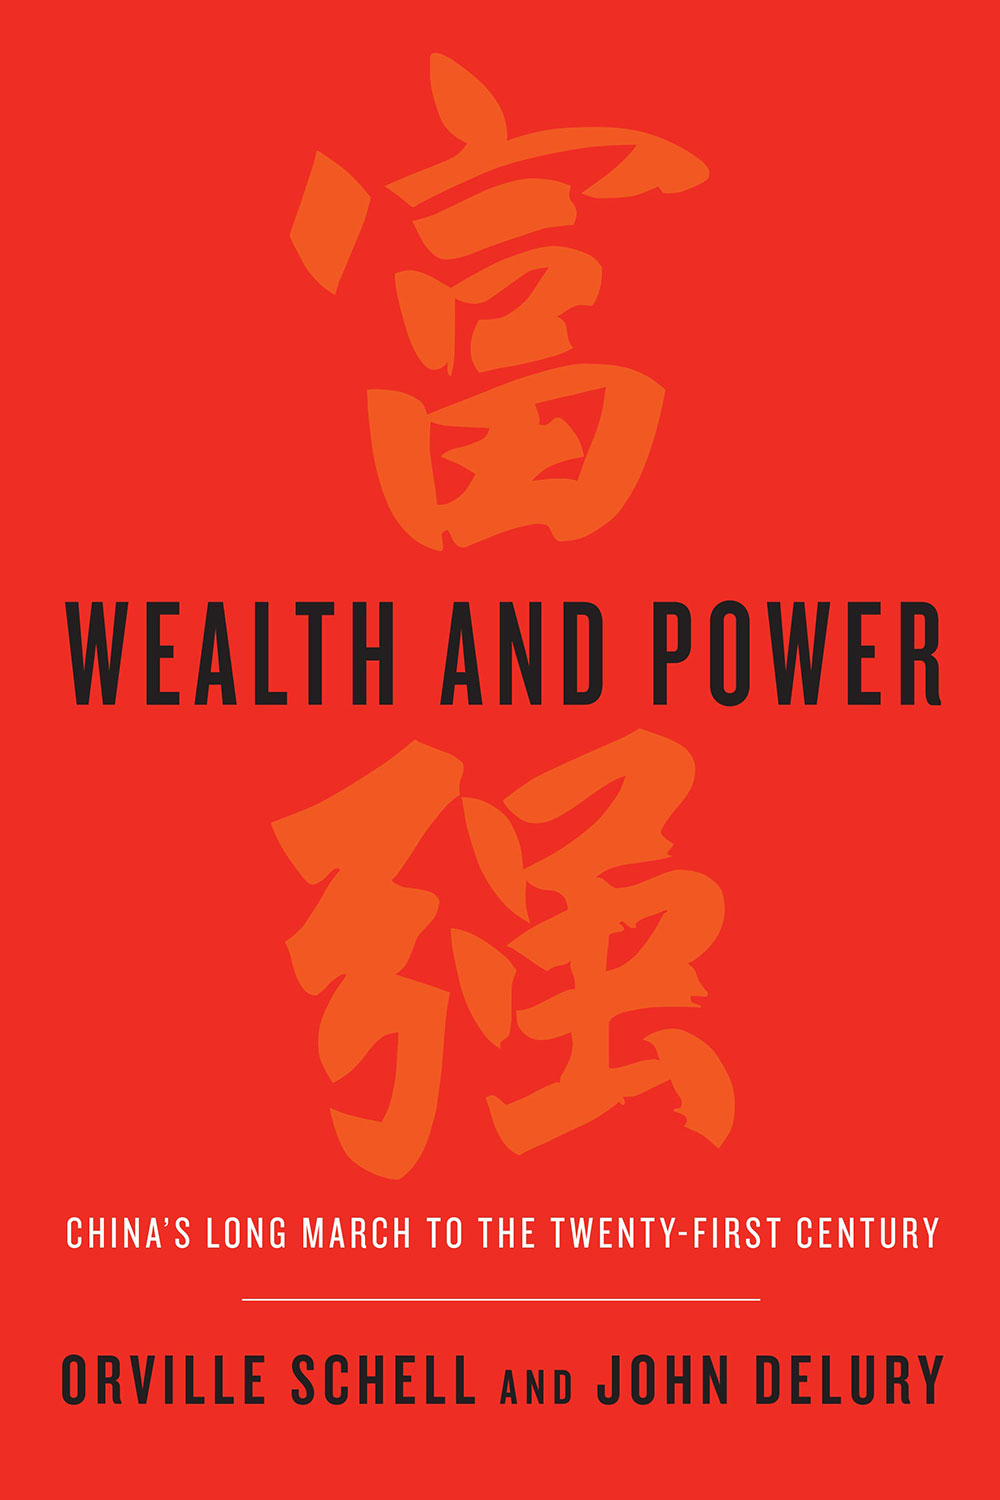 富
WEALTH AND POWER
强
CHINA'S LONG MARCH TO THE TWENTY-FIRST CENTURY
ORVILLE SCHELL AND JOHN DELURY